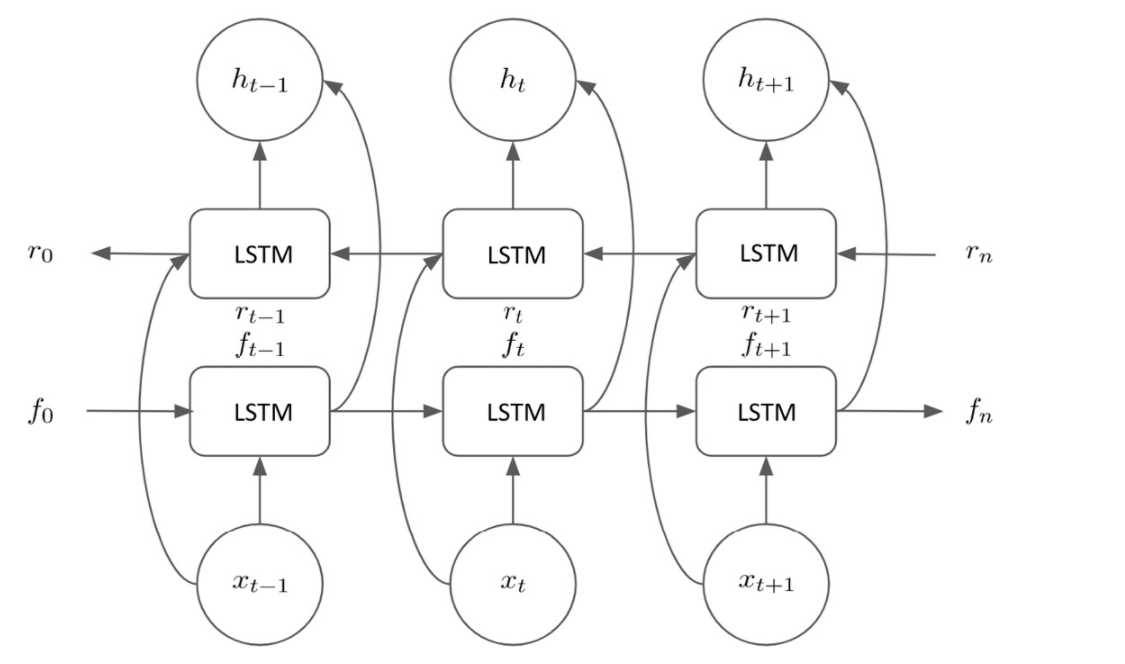 h_{t-1} h_t h_{t+1}
r_0 LSTM LSTM LSTM r_n
r_{t-1} r_t r_{t+1}
f_{t-1} f_t f_{t+1}
f_0 LSTM LSTM LSTM f_n
x_{t-1} x_t x_{t+1}